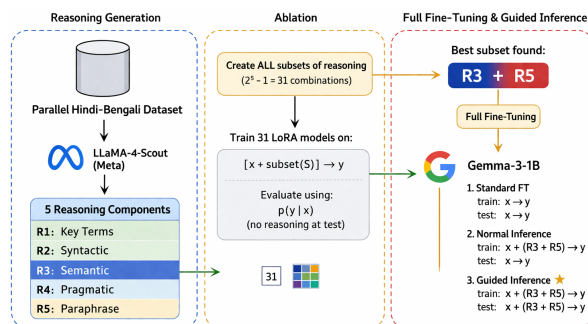 Reasoning Generation
Parallel Hindi-Bengali Dataset
LLaMA-4-Scout
(Meta)
5 Reasoning Components
R1: Key Terms
R2: Syntactic
R3: Semantic
R4: Pragmatic
R5: Paraphrase
Ablation
Create ALL subsets of reasoning
(2⁵ – 1 = 31 combinations)
Train 31 LoRA models on:
[x + subset(S)] → y
Evaluate using:
p(y | x)
(no reasoning at test)
31
Full Fine-Tuning & Guided Inference
Best subset found:
R3 + R5
Full Fine-Tuning
Gemma-3-1B
1. Standard FT
train: x → y
test: x → y
2. Normal Inference
train: x + (R3 + R5) → y
test: x → y
3. Guided Inference
train: x + (R3 + R5) → y
test: x + (R3 + R5) → y